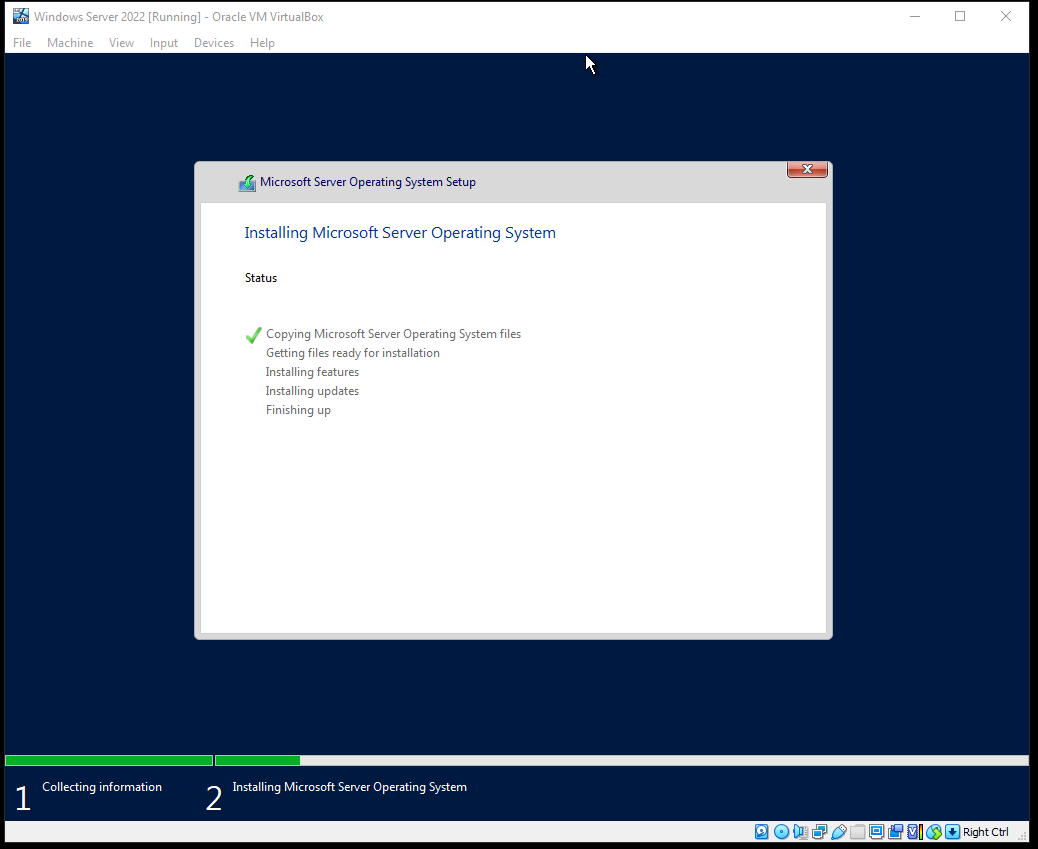 Windows Server 2022 [Running] - Oracle VM VirtualBox
File Machine View Input Devices Help
Microsoft Server Operating System Setup
Installing Microsoft Server Operating System
Status
Copying Microsoft Server Operating System files
Getting files ready for installation
Installing features
Installing updates
Finishing up
1 Collecting information 2 Installing Microsoft Server Operating System
Right Ctrl